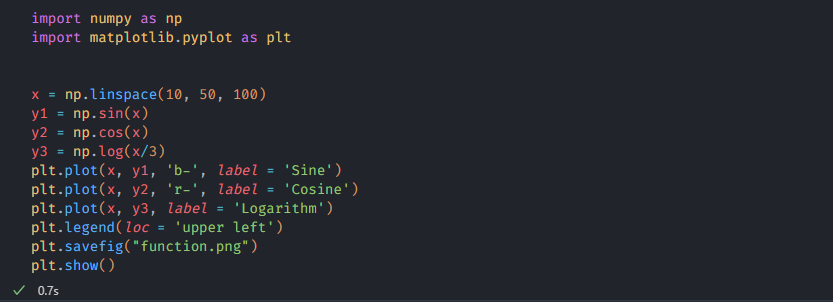 import numpy as np
import matplotlib.pyplot as plt
x = np.linspace(10, 50, 100)
y1 = np.sin(x)
y2 = np.cos(x)
y3 = np.log(x/3)
plt.plot(x, y1, 'b-', label = 'Sine')
plt.plot(x, y2, 'r-', label = 'Cosine')
plt.plot(x, y3, label = 'Logarithm')
plt.legend(loc = 'upper left')
plt.savefig("function.png")
plt.show()
0.7s